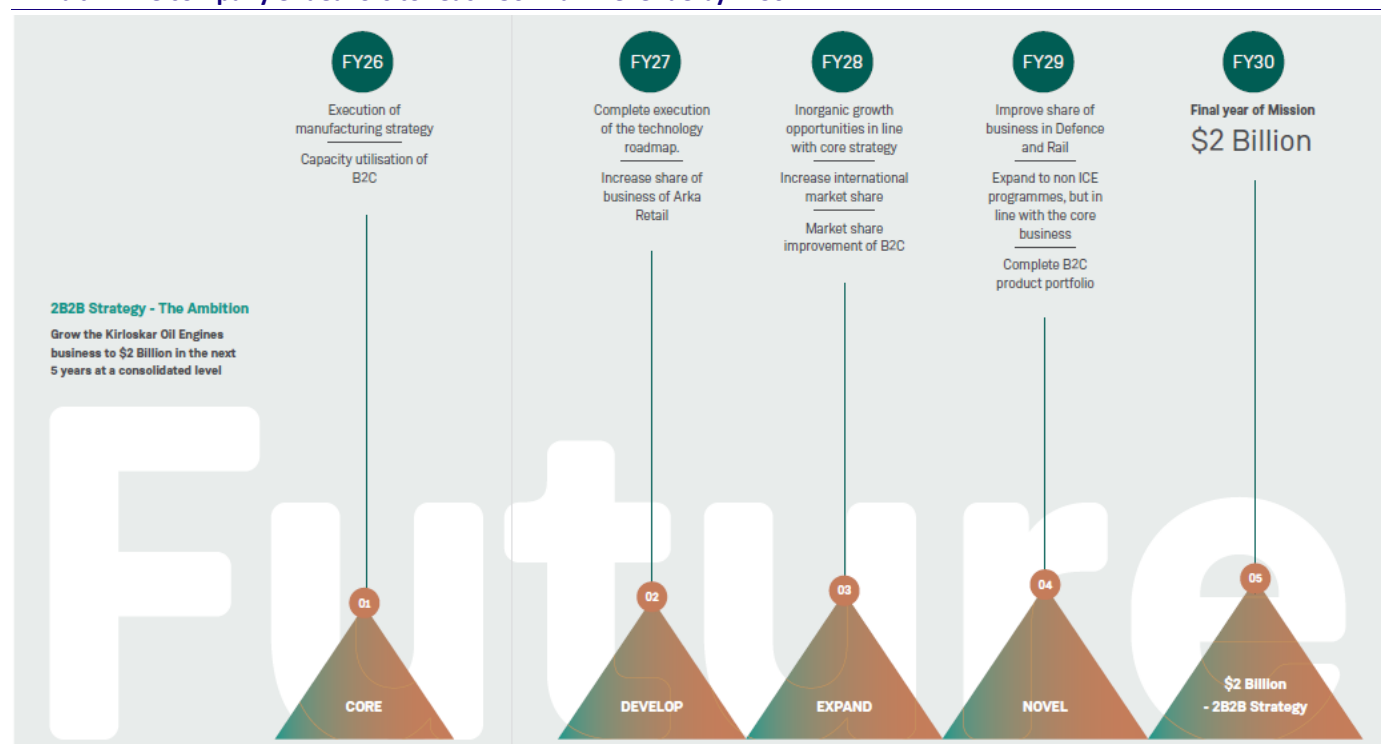 FY26
Execution of
manufacturing strategy
Capacity utilisation of
B2C
FY27
Complete execution
of the technology
roadmap.
Increase share of
business of Arka
Retail
FY28
Inorganic growth
opportunities in line
with core strategy
Increase international
market share
Market share
improvement of B2C
FY29
Improve share of
business in Defence
and Rail
Expand to non ICE
programmes, but in
line with the core
business
Complete B2C
product portfolio
FY30
Final year of Mission
$2 Billion
2B2B Strategy - The Ambition
Grow the Kirloskar Oil Engines
business to $2 Billion in the next
5 years at a consolidated level
Future
01
CORE
02
DEVELOP
03
EXPAND
04
NOVEL
05
$2 Billion
- 2B2B Strategy